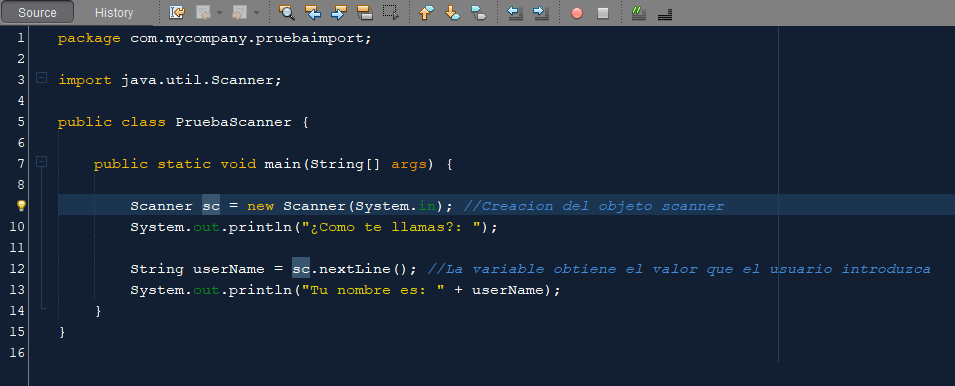 Source History
1 package com.mycompany.pruebaimport;
2
3 import java.util.Scanner;
4
5 public class PruebaScanner {
6
7 public static void main(String[] args) {
8
Scanner sc = new Scanner(System.in); //Creacion del objeto scanner
10 System.out.println("¿Como te llamas?: ");
11
12 String userName = sc.nextLine(); //La variable obtiene el valor que el usuario introduzca
13 System.out.println("Tu nombre es: " + userName);
14 }
15 }
16